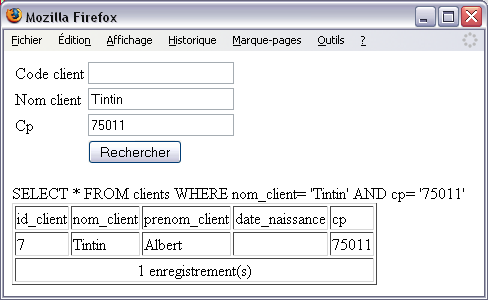 Mozilla Firefox
Fichier Édition Affichage Historique Marque-pages Outils ?
Code client
Nom client Tintin
Cp 75011
Rechercher
SELECT * FROM clients WHERE nom_client= 'Tintin' AND cp= '75011'
id_client nom_client prenom_client date_naissance cp
7 Tintin Albert 75011
1 enregistrement(s)